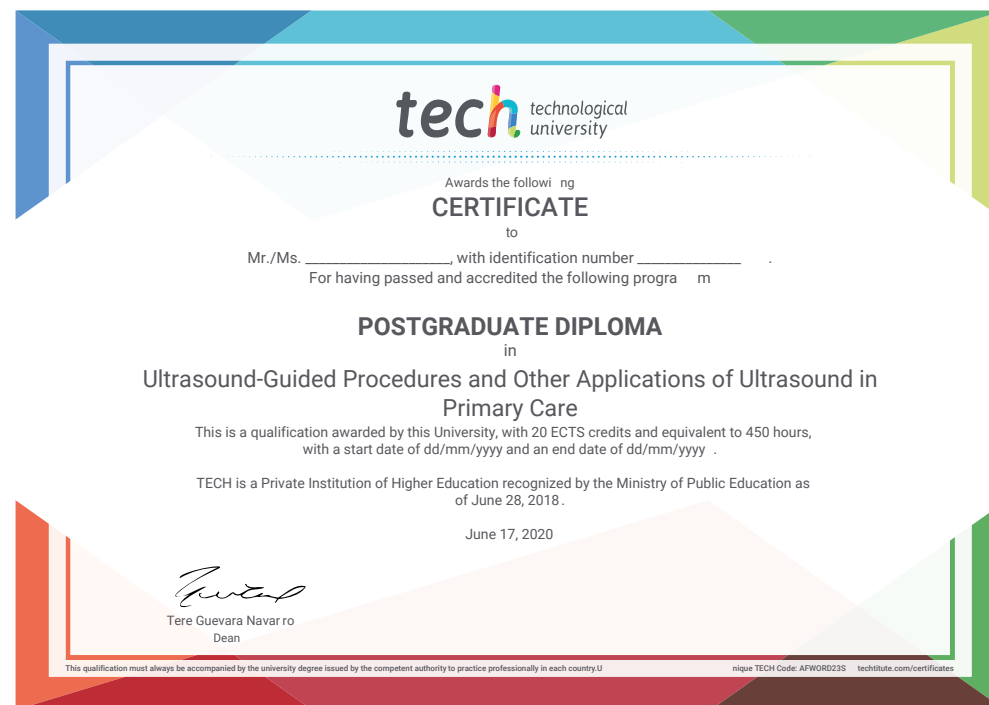 tech technological
university
Awards the followi ng
CERTIFICATE
to
Mr./Ms. _____________________, with identification number _______________ .
For having passed and accredited the following progra m
POSTGRADUATE DIPLOMA
in
Ultrasound-Guided Procedures and Other Applications of Ultrasound in
Primary Care
This is a qualification awarded by this University, with 20 ECTS credits and equivalent to 450 hours,
with a start date of dd/mm/yyyy and an end date of dd/mm/yyyy .
TECH is a Private Institution of Higher Education recognized by the Ministry of Public Education as
of June 28, 2018 .
June 17, 2020
Tere Guevara Navar ro
Dean
This qualification must always be accompanied by the university degree issued by the competent authority to practice professionally in each country.U nique TECH Code: AFWORD23S techtitute.com/certificates